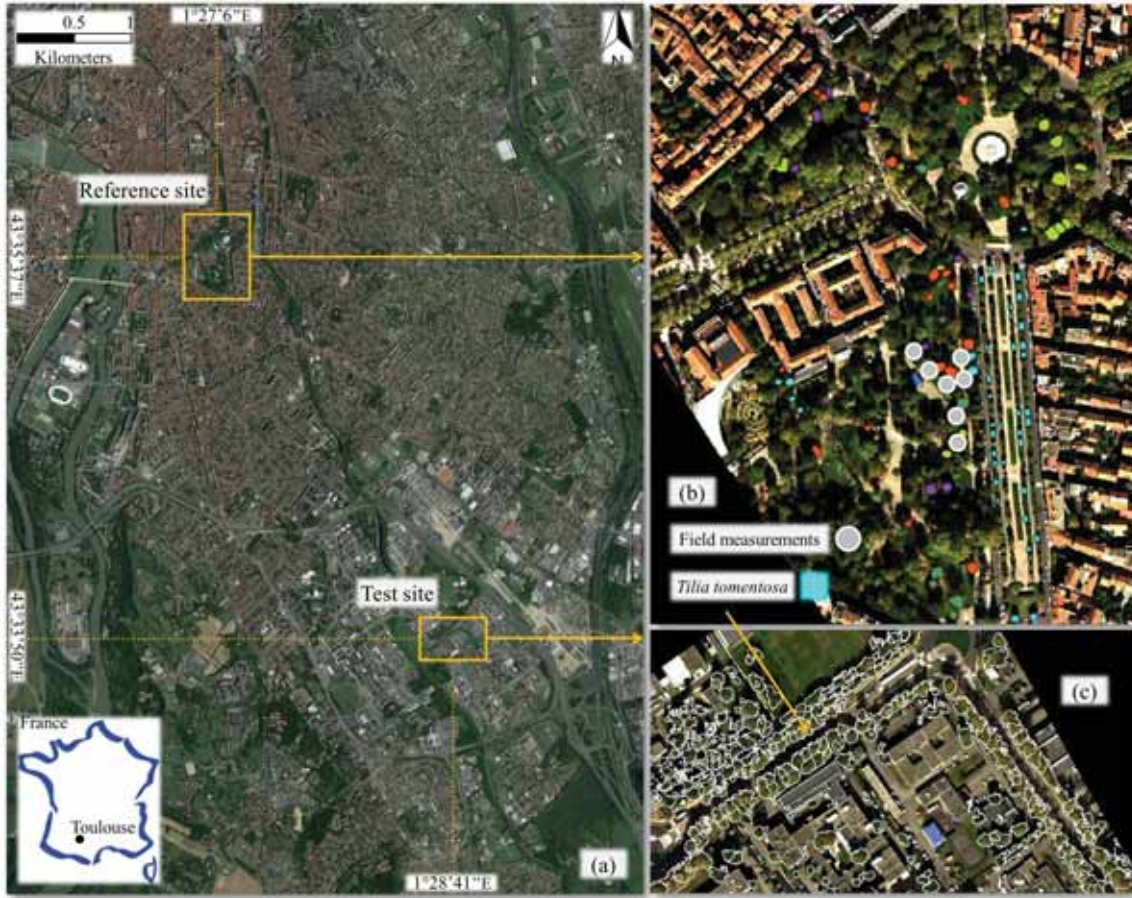 0.5 1
Kilometers
1°27'6"E
N
Reference site
43°35'37"E
Test site
43°33'50"E
France
Toulouse
1°28'41"E
(a)
(b)
Field measurements
Tilia tomentosa
(c)